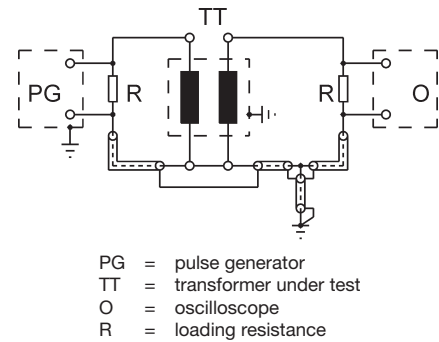 TT
PG
R
R
O
PG = pulse generator
TT = transformer under test
O = oscilloscope
R = loading resistance